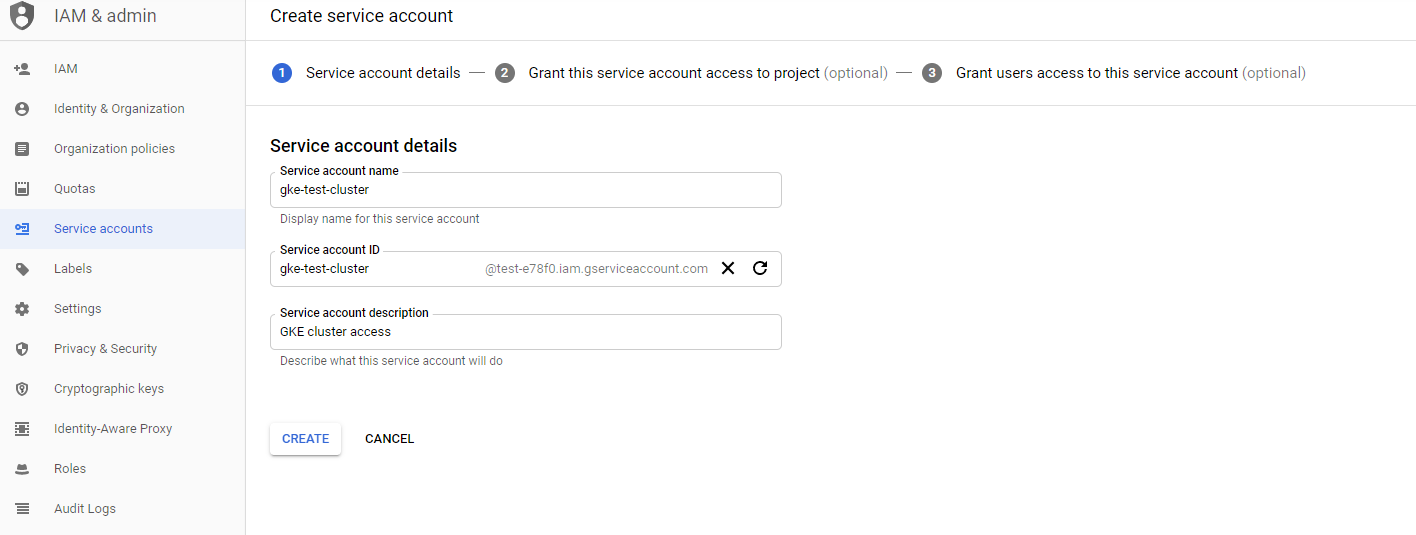 IAM & admin
Create service account
IAM
Identity & Organization
Organization policies
Quotas
Service accounts
Labels
Settings
Privacy & Security
Cryptographic keys
Identity-Aware Proxy
Roles
Audit Logs
1 Service account details — 2 Grant this service account access to project (optional) — 3 Grant users access to this service account (optional)
Service account details
Service account name
gke-test-cluster
Display name for this service account
Service account ID
gke-test-cluster @test-e78f0.iam.gserviceaccount.com
Service account description
GKE cluster access
Describe what this service account will do
CREATE CANCEL